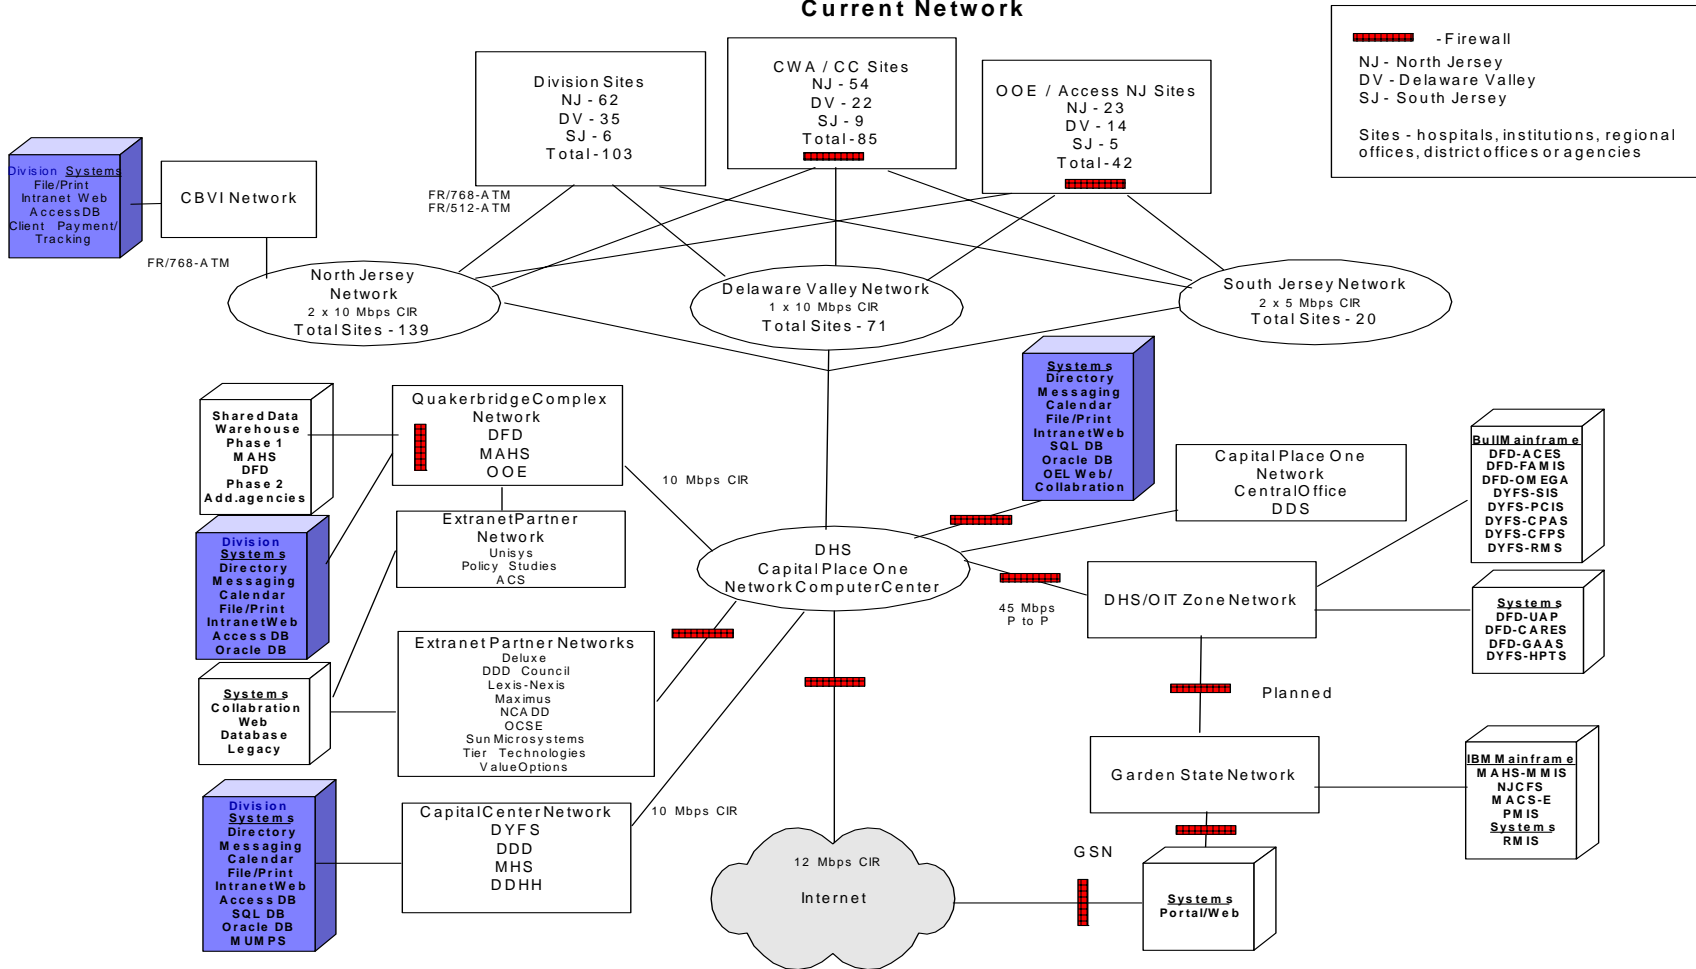 Current Network
- Firewall
NJ - North Jersey
DV - Delaware Valley
SJ - South Jersey
Sites - hospitals, institutions, regional
offices, district offices or agencies
Division Sites
NJ - 62
DV - 35
SJ - 6
Total - 103
CWA / CC Sites
NJ - 54
DV - 22
SJ - 9
Total - 85
OOE / Access NJ Sites
NJ - 23
DV - 14
SJ - 5
Total - 42
Division Systems
File/Print
Intranet Web
Access DB
Client Payment/
Tracking
CBVI Network
FR/768-ATM
FR/512-ATM
FR/768-ATM
North Jersey
Network
2 x 10 Mbps CIR
Total Sites - 139
Delaware Valley Network
1 x 10 Mbps CIR
Total Sites - 71
South Jersey Network
2 x 5 Mbps CIR
Total Sites - 20
Shared Data
Warehouse
Phase 1
MAHS
DFD
Phase 2
Add.agencies
Quakerbridge Complex
Network
DFD
MAHS
OOE
10 Mbps CIR
Systems
Directory
Messaging
Calendar
File/Print
Intranet Web
SQL DB
Oracle DB
OEL Web/
Collabration
Capital Place One
Network
Central Office
DDS
Bull Mainframe
DFD-ACES
DFD-FAMIS
DFD-OMEGA
DYFS-SIS
DYFS-PCIS
DYFS-CPAS
DYFS-CFPS
DYFS-RMS
Extranet Partner
Network
Unisys
Policy Studies
ACS
Division
Systems
Directory
Messaging
Calendar
File/Print
Intranet Web
Access DB
Oracle DB
DHS
Capital Place One
Network Computer Center
45 Mbps
P to P
DHS/OIT Zone Network
Systems
DFD-UAP
DFD-CARES
DFD-GAAS
DYFS-HPTS
Extranet Partner Networks
Deluxe
DDD Council
Lexis-Nexis
Maximus
NCADD
OCSE
Sun Microsystems
Tier Technologies
ValueOptions
Systems
Collabration
Web
Database
Legacy
Planned
Garden State Network
IBM Mainframe
MAHS-MMIS
NJCFS
MACS-E
PMIS
Systems
RMIS
Division
Systems
Directory
Messaging
Calendar
File/Print
Intranet Web
Access DB
SQL DB
Oracle DB
MUMPS
Capital Center Network
DYFS
DDD
MHS
DDHH
10 Mbps CIR
12 Mbps CIR
Internet
GSN
Systems
Portal/Web